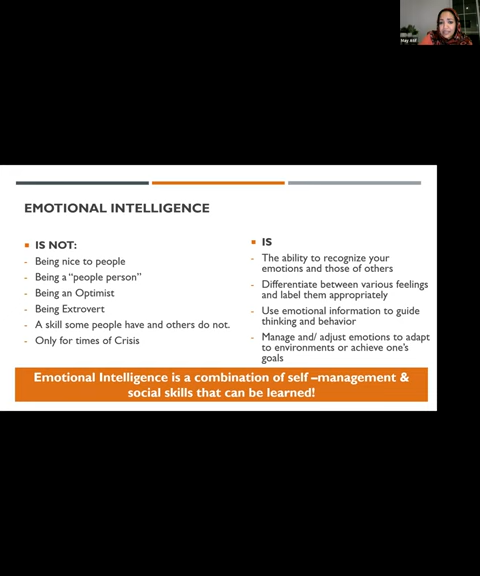 EMOTIONAL INTELLIGENCE
IS NOT:
- Being nice to people
- Being a “people person”
- Being an Optimist
- Being Extrovert
- A skill some people have and others do not.
- Only for times of Crisis
IS
- The ability to recognize your
emotions and those of others
- Differentiate between various feelings
and label them appropriately
- Use emotional information to guide
thinking and behavior
- Manage and/ adjust emotions to adapt
to environments or achieve one’s
goals
Emotional Intelligence is a combination of self –management &
social skills that can be learned!